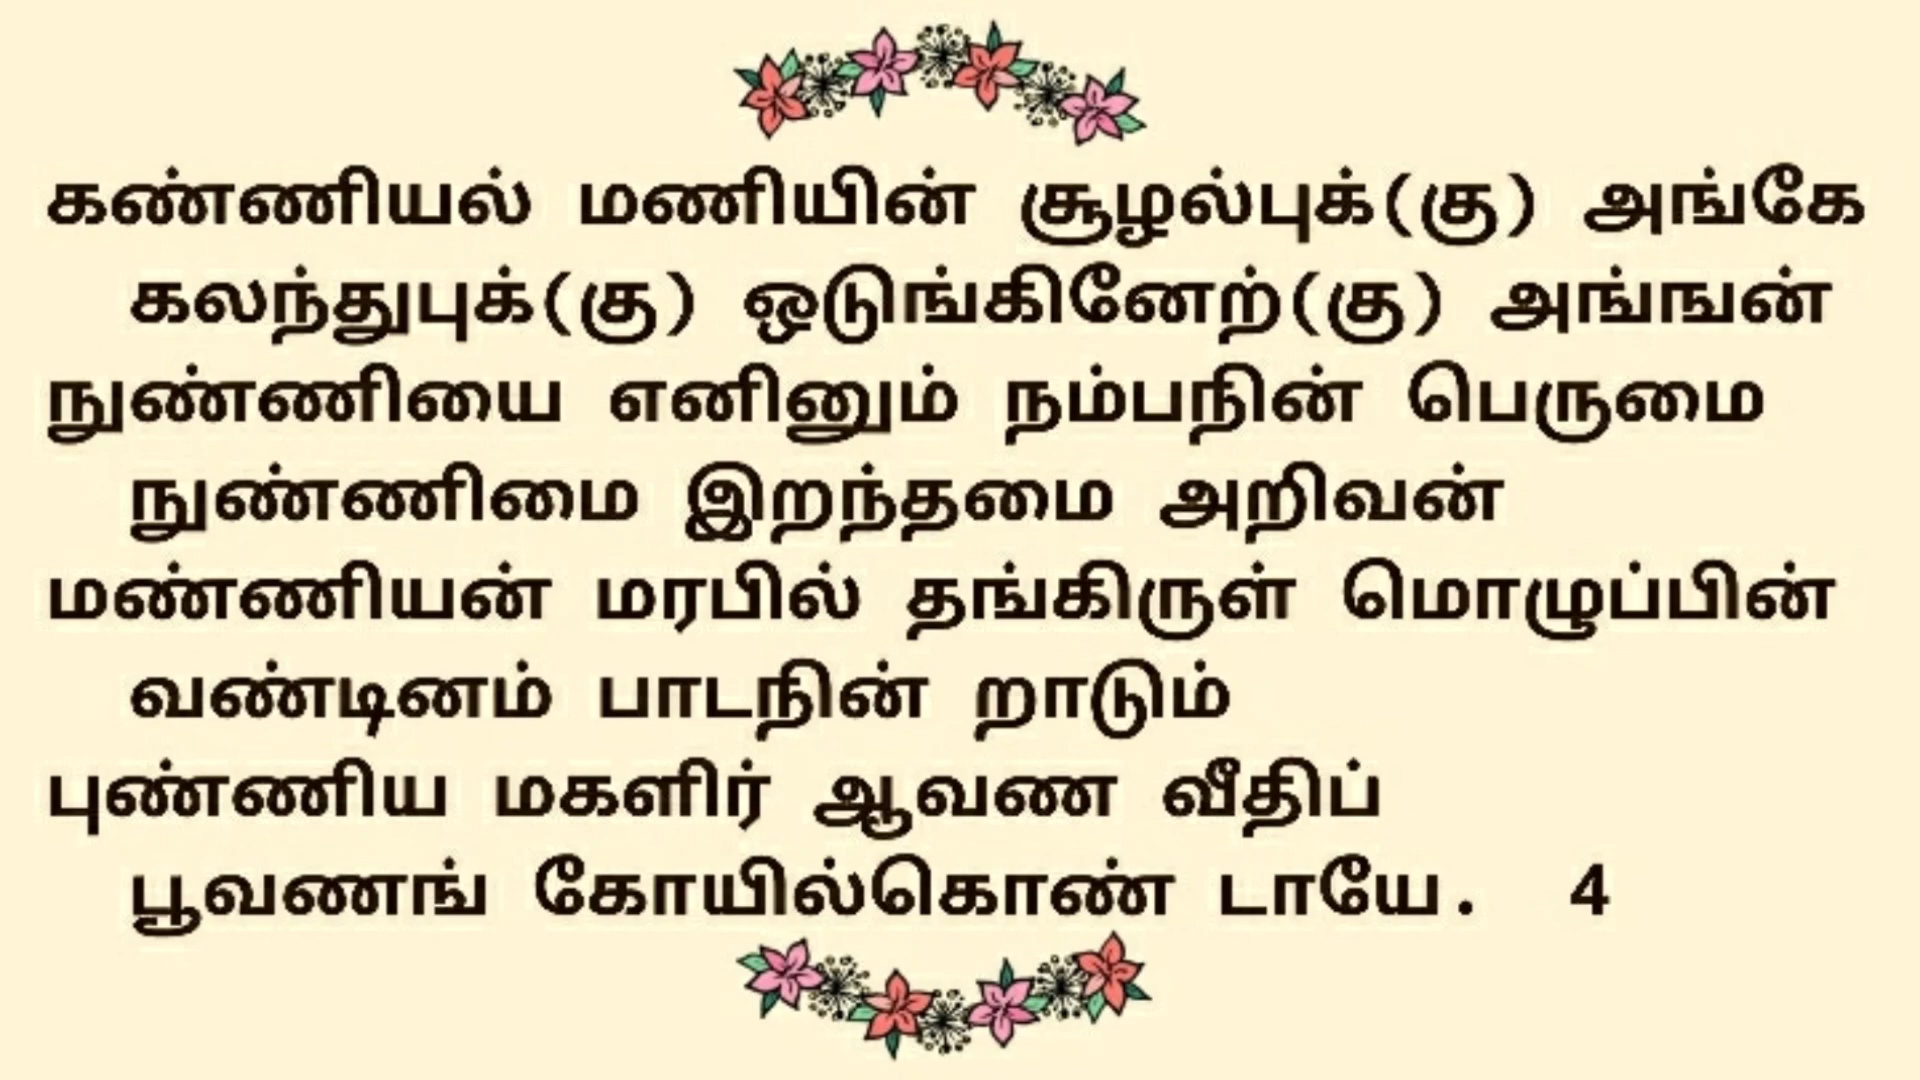 கண்ணியல் மணியின் சூழல்புக்(கு) அங்கே
கலந்துபுக்(கு) ஒடுங்கினேற்(கு) அங்ஙன்
நுண்ணியை எனினும் நம்பநின் பெருமை
நுண்ணிமை இறந்தமை அறிவன்
மண்ணியன் மரபில் தங்கிருள் மொழுப்பின்
வண்டினம் பாடநின் றாடும்
புண்ணிய மகளிர் ஆவண வீதிப்
பூவணங் கோயில்கொண் டாயே. 4